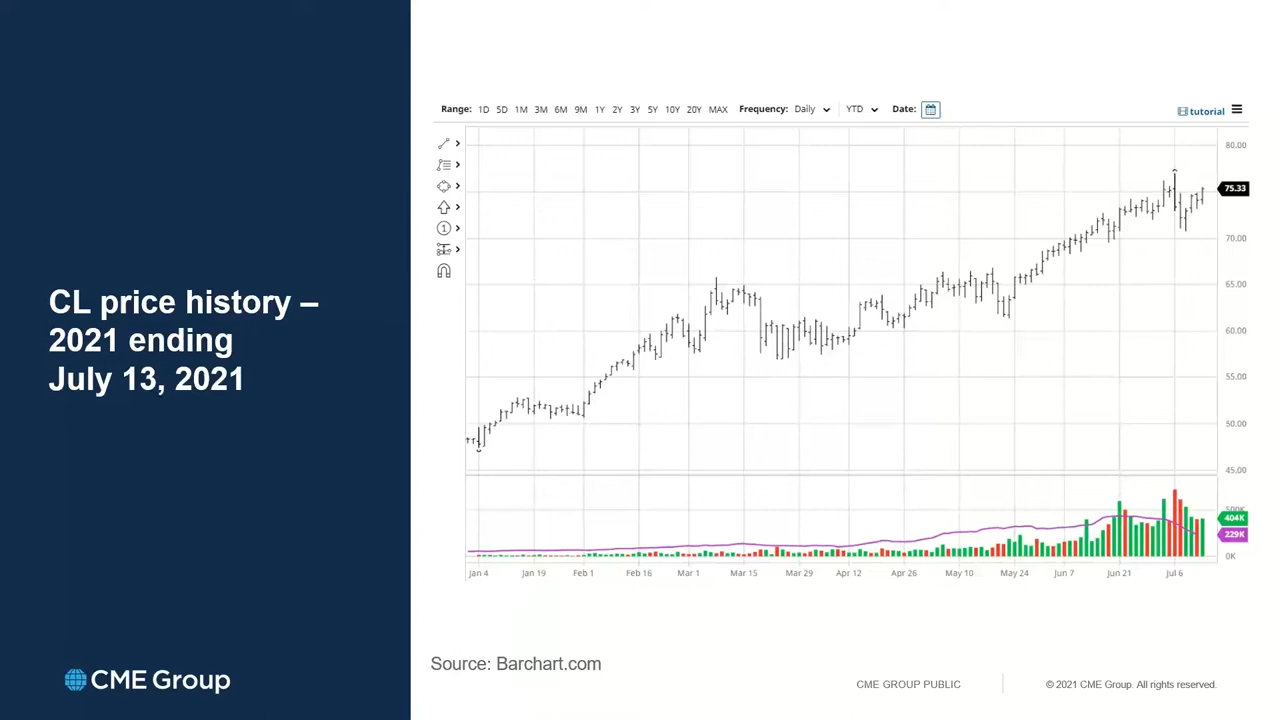 Range: 1D 5D 1M 3M 6M 9M 1Y 2Y 3Y 5Y 10Y 20Y MAX Frequency: Daily YTD Date:
tutorial
80.00
75.33
70.00
65.00
60.00
55.00
50.00
45.00
CL price history –
2021 ending
July 13, 2021
404K
229K
0K
Jan 4 Jan 19 Feb 1 Feb 16 Mar 1 Mar 15 Mar 29 Apr 12 Apr 26 May 10 May 24 Jun 7 Jun 21 Jul 6
Source: Barchart.com
CME Group
CME GROUP PUBLIC
© 2021 CME Group. All rights reserved.